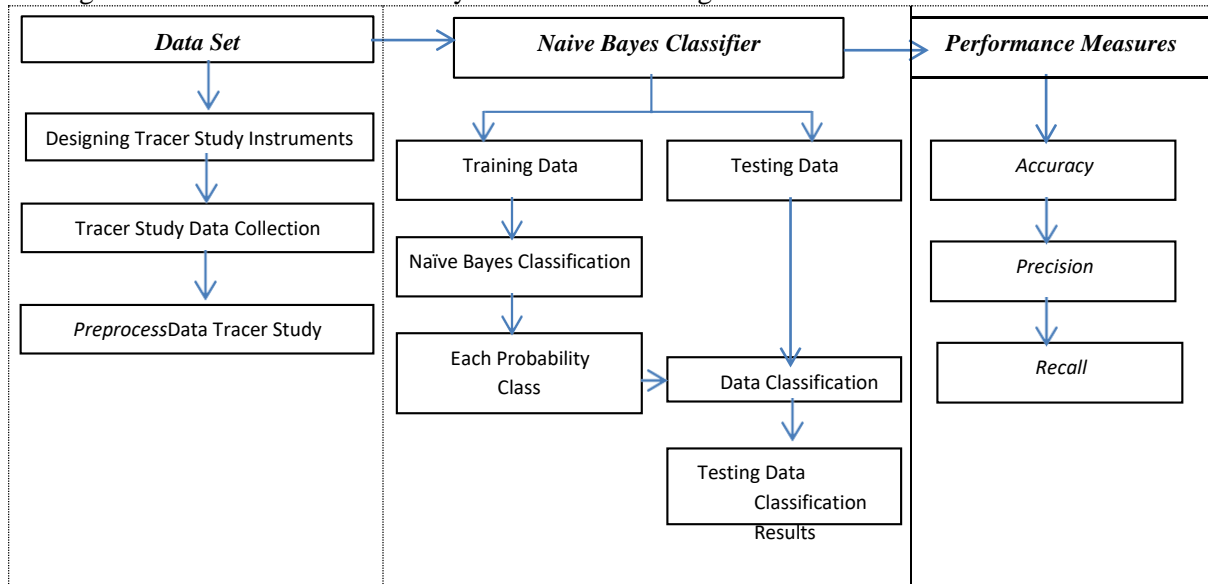 Data Set
Naive Bayes Classifier
Performance Measures
Designing Tracer Study Instruments
Tracer Study Data Collection
PreprocessData Tracer Study
Training Data
Testing Data
Naïve Bayes Classification
Each Probability
Class
Data Classification
Testing Data
Classification
Results
Accuracy
Precision
Recall